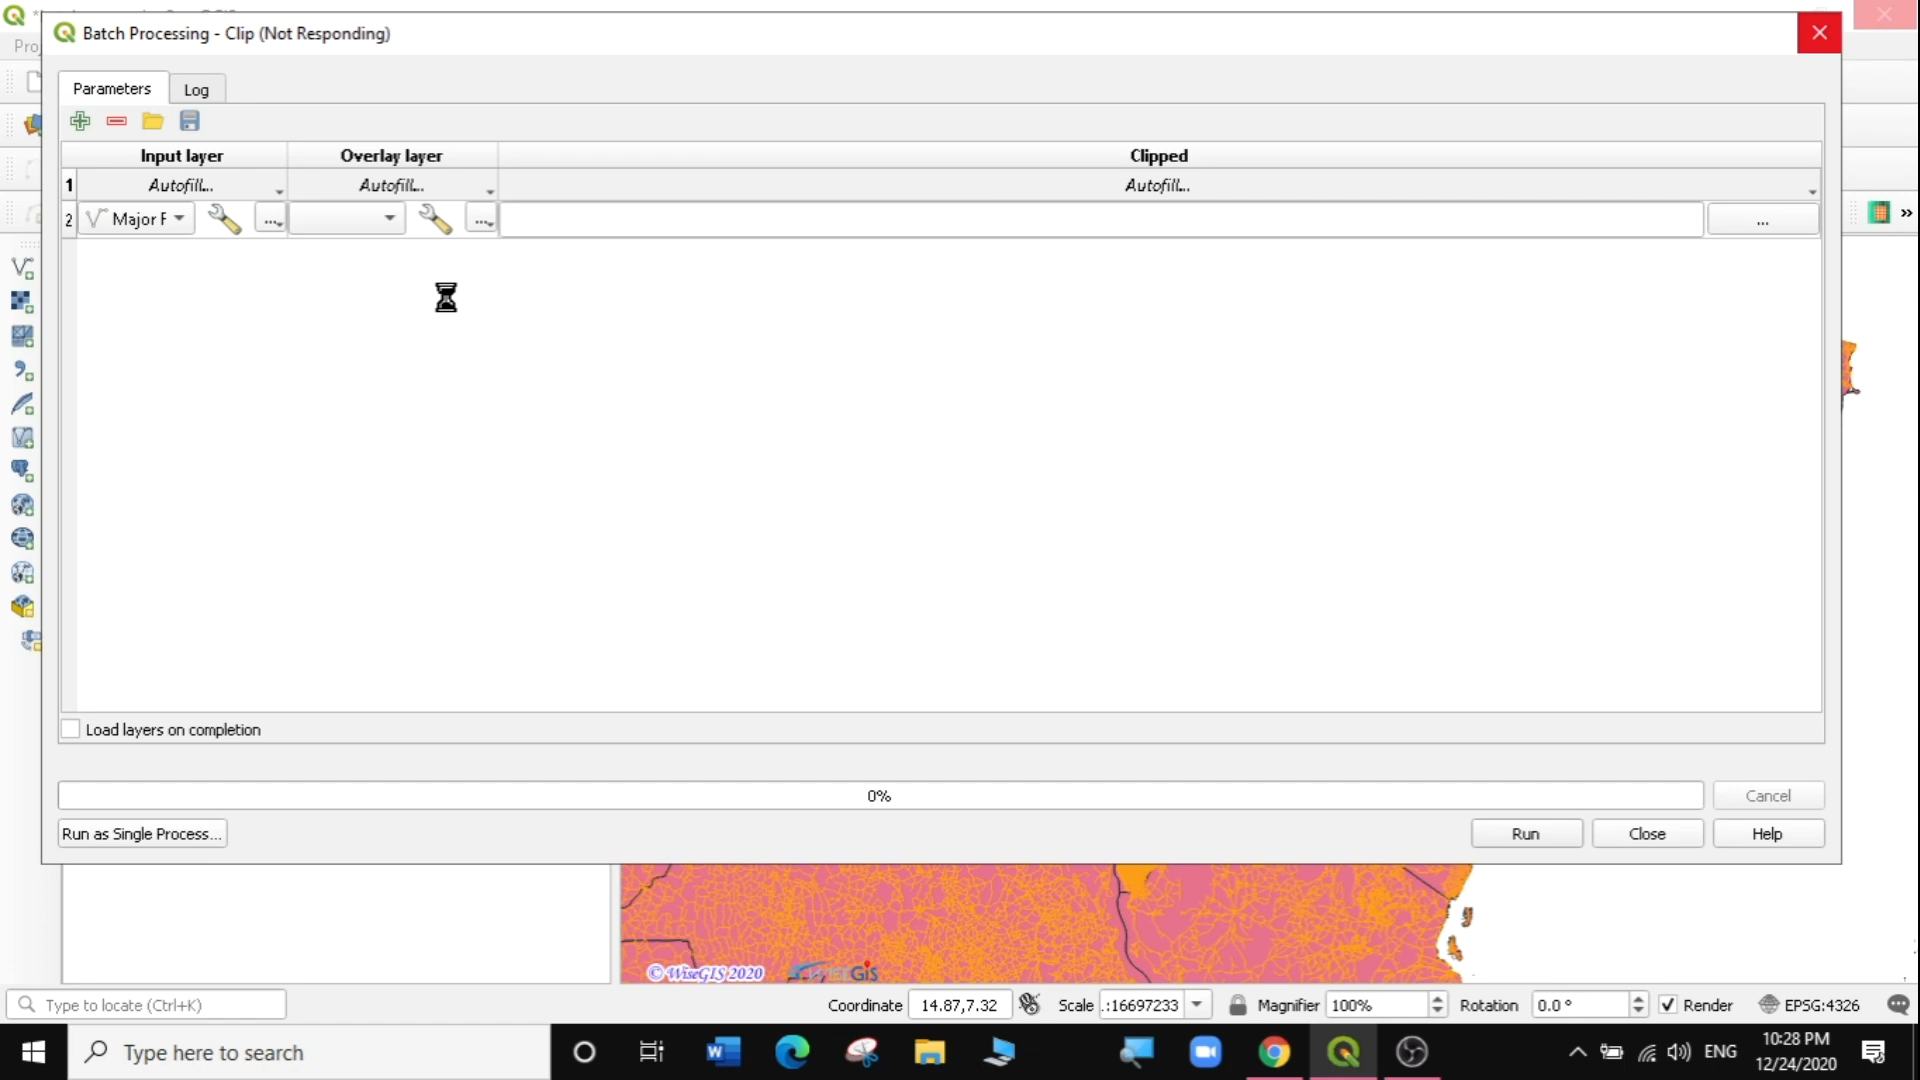 Batch Processing - Clip (Not Responding)
Parameters
Log
Input layer
Overlay layer
Clipped
1
Autofill...
Autofill...
Autofill...
2
Major F
...
...
...
Load layers on completion
0%
Cancel
Run as Single Process...
Run
Close
Help
© WiseGIS 2020
Type to locate (Ctrl+K)
Coordinate
14.87,7.32
Scale
.:16697233
Magnifier
100%
Rotation
0.0 °
Render
EPSG:4326
Type here to search
ENG
10:28 PM
12/24/2020